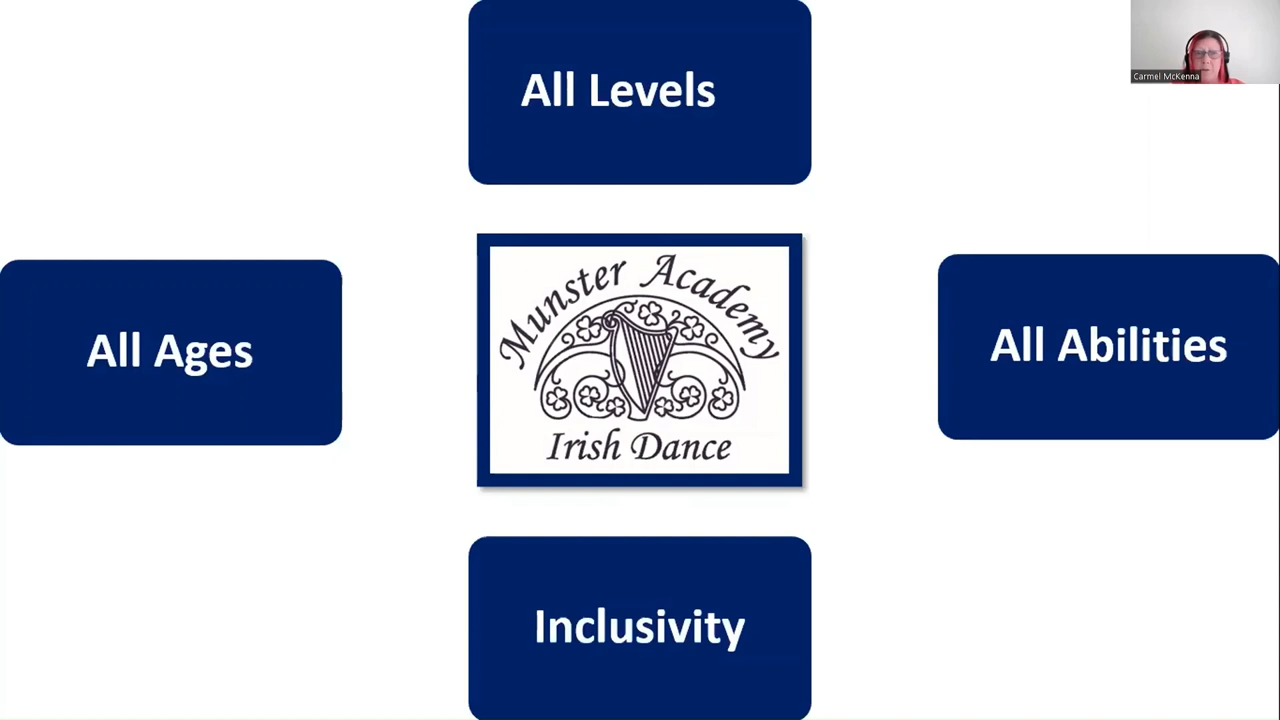 All Levels
Carmel McKenna
Munster Academy
Irish Dance
All Ages
All Abilities
Inclusivity